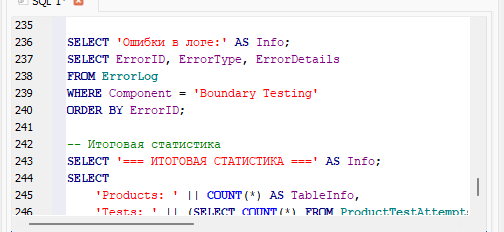 SQL 1*
235
236 SELECT 'Ошибки в логе:' AS Info;
237 SELECT ErrorID, ErrorType, ErrorDetails
238 FROM ErrorLog
239 WHERE Component = 'Boundary Testing'
240 ORDER BY ErrorID;
241
242 -- Итоговая статистика
243 SELECT '=== ИТОГОВАЯ СТАТИСТИКА ===' AS Info;
244 SELECT
245 'Products: ' || COUNT(*) AS TableInfo,
246 'Tests: ' || (SELECT COUNT(*) FROM ProductTestAttempt